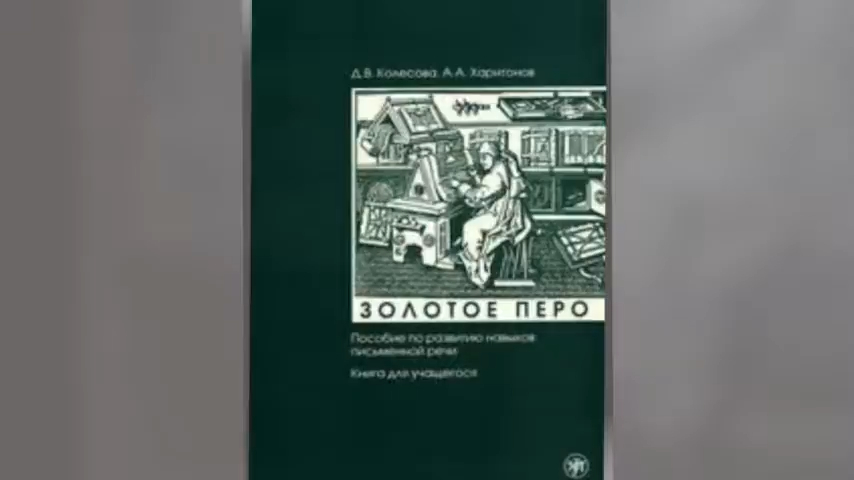 Д.В. Колесова, А.А. Харитонов
ЗОЛОТОЕ ПЕРО
Пособие по развитию навыков
письменной речи
Книга для учащегося